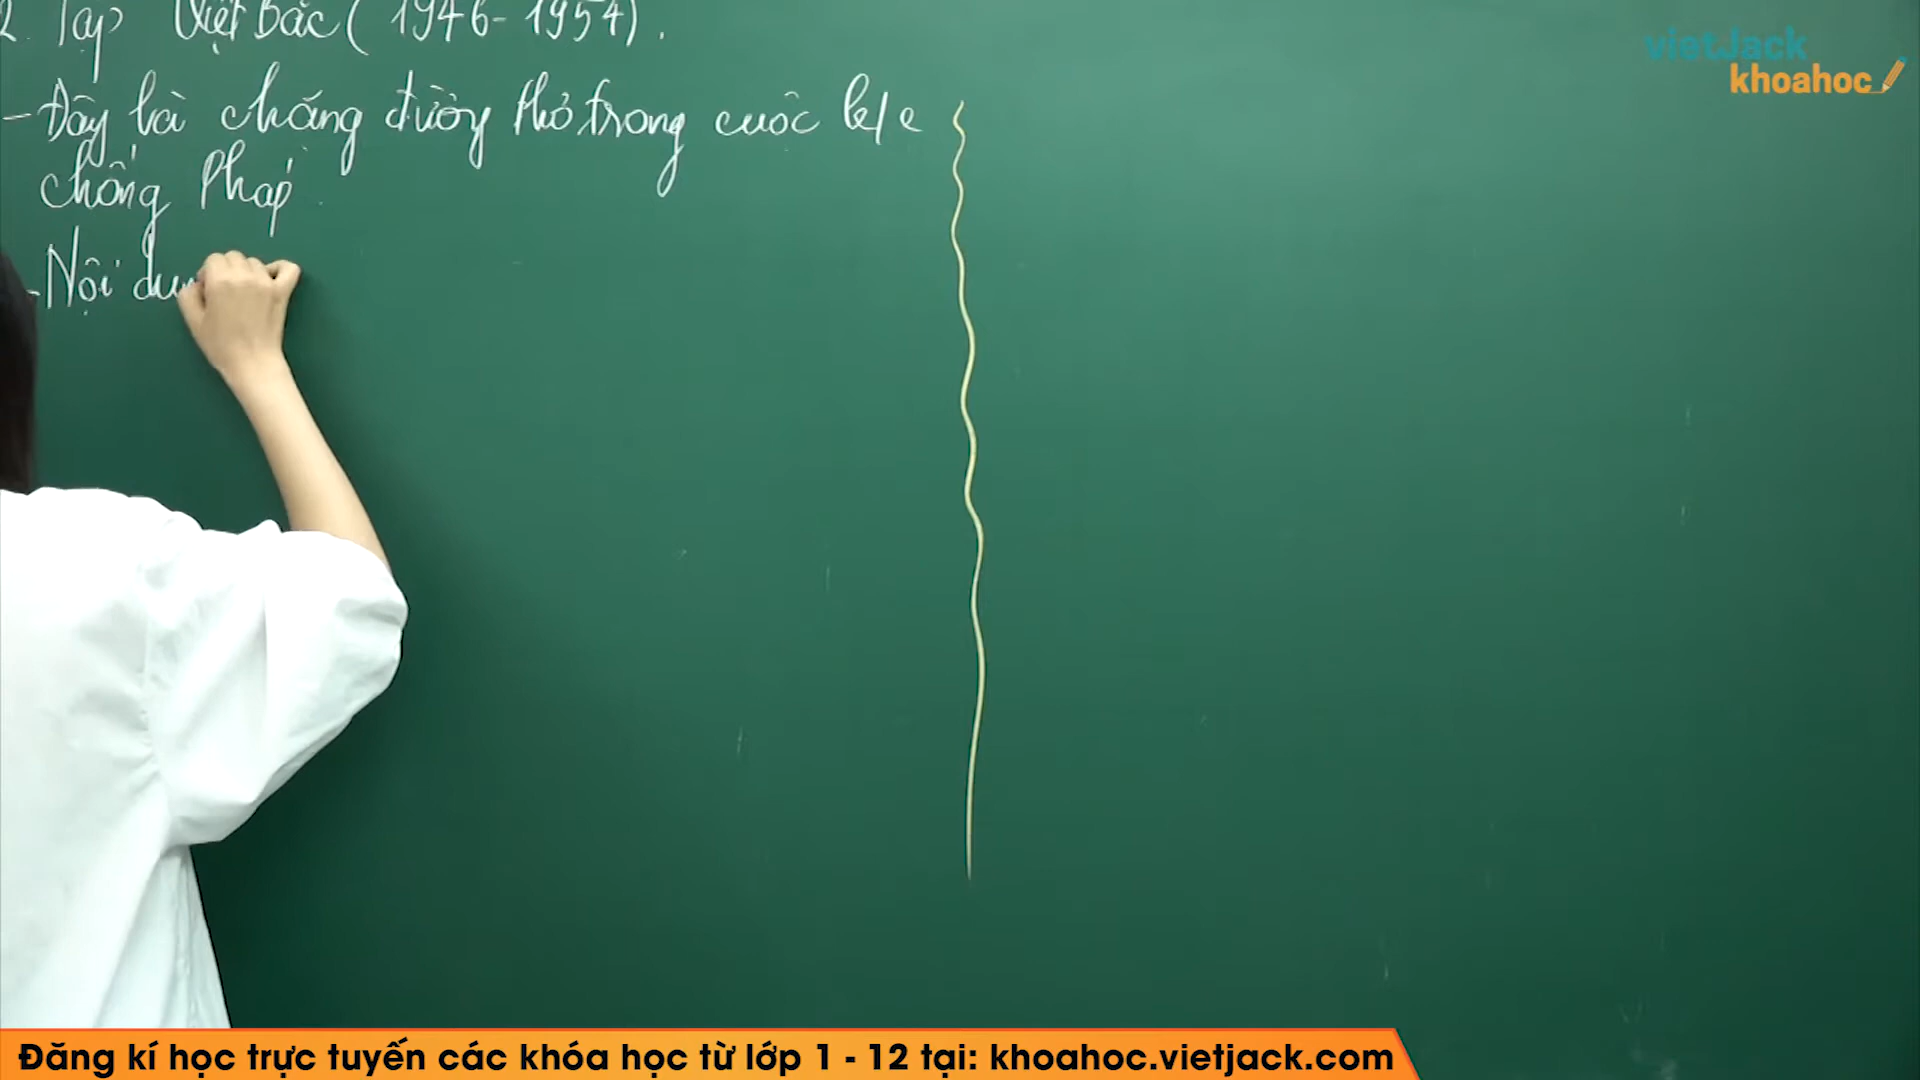 2. Tập Việt Bắc (1946-1954).
- Đây là chặng đường thơ trong cuộc k/c
chống Pháp
- Nội du
vietJack
khoahoc
Đăng kí học trực tuyến các khóa học từ lớp 1 - 12 tại: khoahoc.vietjack.com